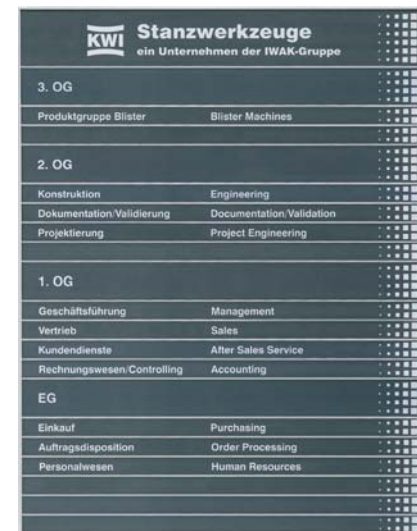 KWI Stanzwerkzeuge
ein Unternehmen der IWAK-Gruppe
3. OG
Produktgruppe Blister Blister Machines
2. OG
Konstruktion Engineering
Dokumentation/Validierung Documentation/Validation
Projektierung Project Engineering
1. OG
Geschäftsführung Management
Vertrieb Sales
Kundendienste After Sales Service
Rechnungswesen/Controlling Accounting
EG
Einkauf Purchasing
Auftragsdisposition Order Processing
Personalwesen Human Resources